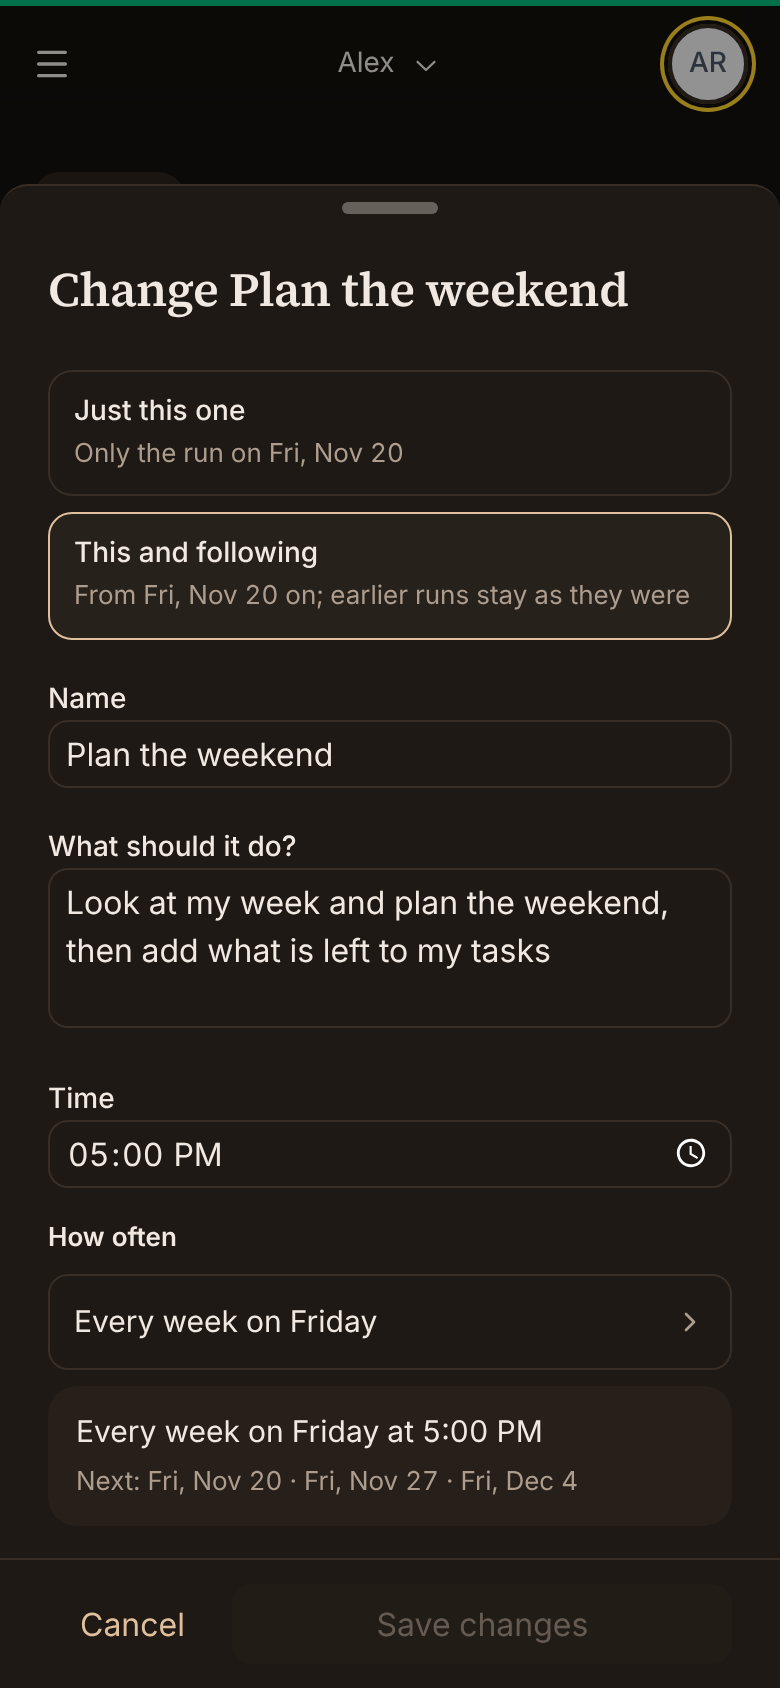 Alex
AR
Change Plan the weekend
Just this one
Only the run on Fri, Nov 20
This and following
From Fri, Nov 20 on; earlier runs stay as they were
Name
Plan the weekend
What should it do?
Look at my week and plan the weekend,
then add what is left to my tasks
Time
05:00 PM
How often
Every week on Friday
Every week on Friday at 5:00 PM
Next: Fri, Nov 20 · Fri, Nov 27 · Fri, Dec 4
Cancel
Save changes